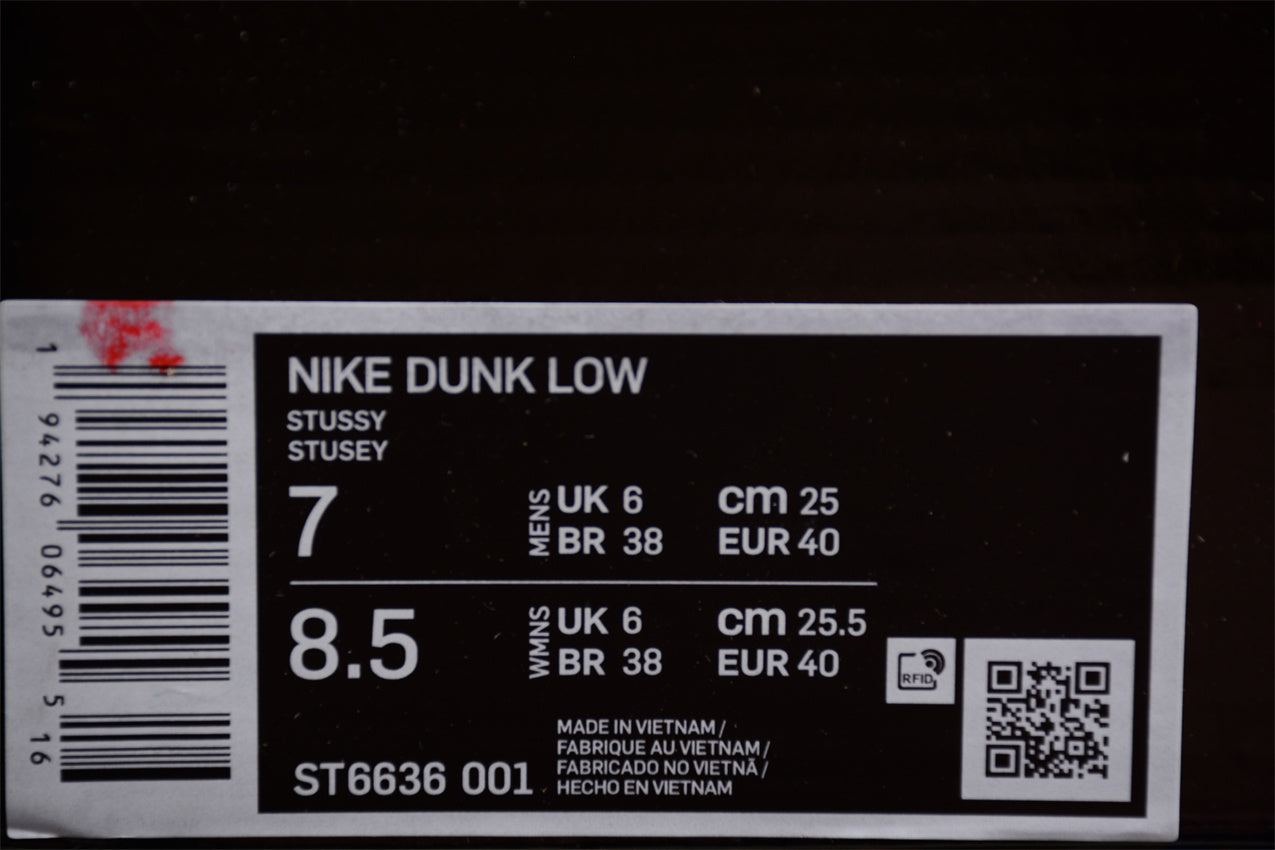 NIKE DUNK LOW
STUSSY
STUSEY
7
MENS
UK 6 cm 25
BR 38 EUR 40
8.5
WMNS
UK 6 cm 25.5
BR 38 EUR 40
RFID
MADE IN VIETNAM /
FABRIQUE AU VIETNAM /
FABRICADO NO VIETNÃ /
HECHO EN VIETNAM
ST6636 001
1 94276 06495 5 16